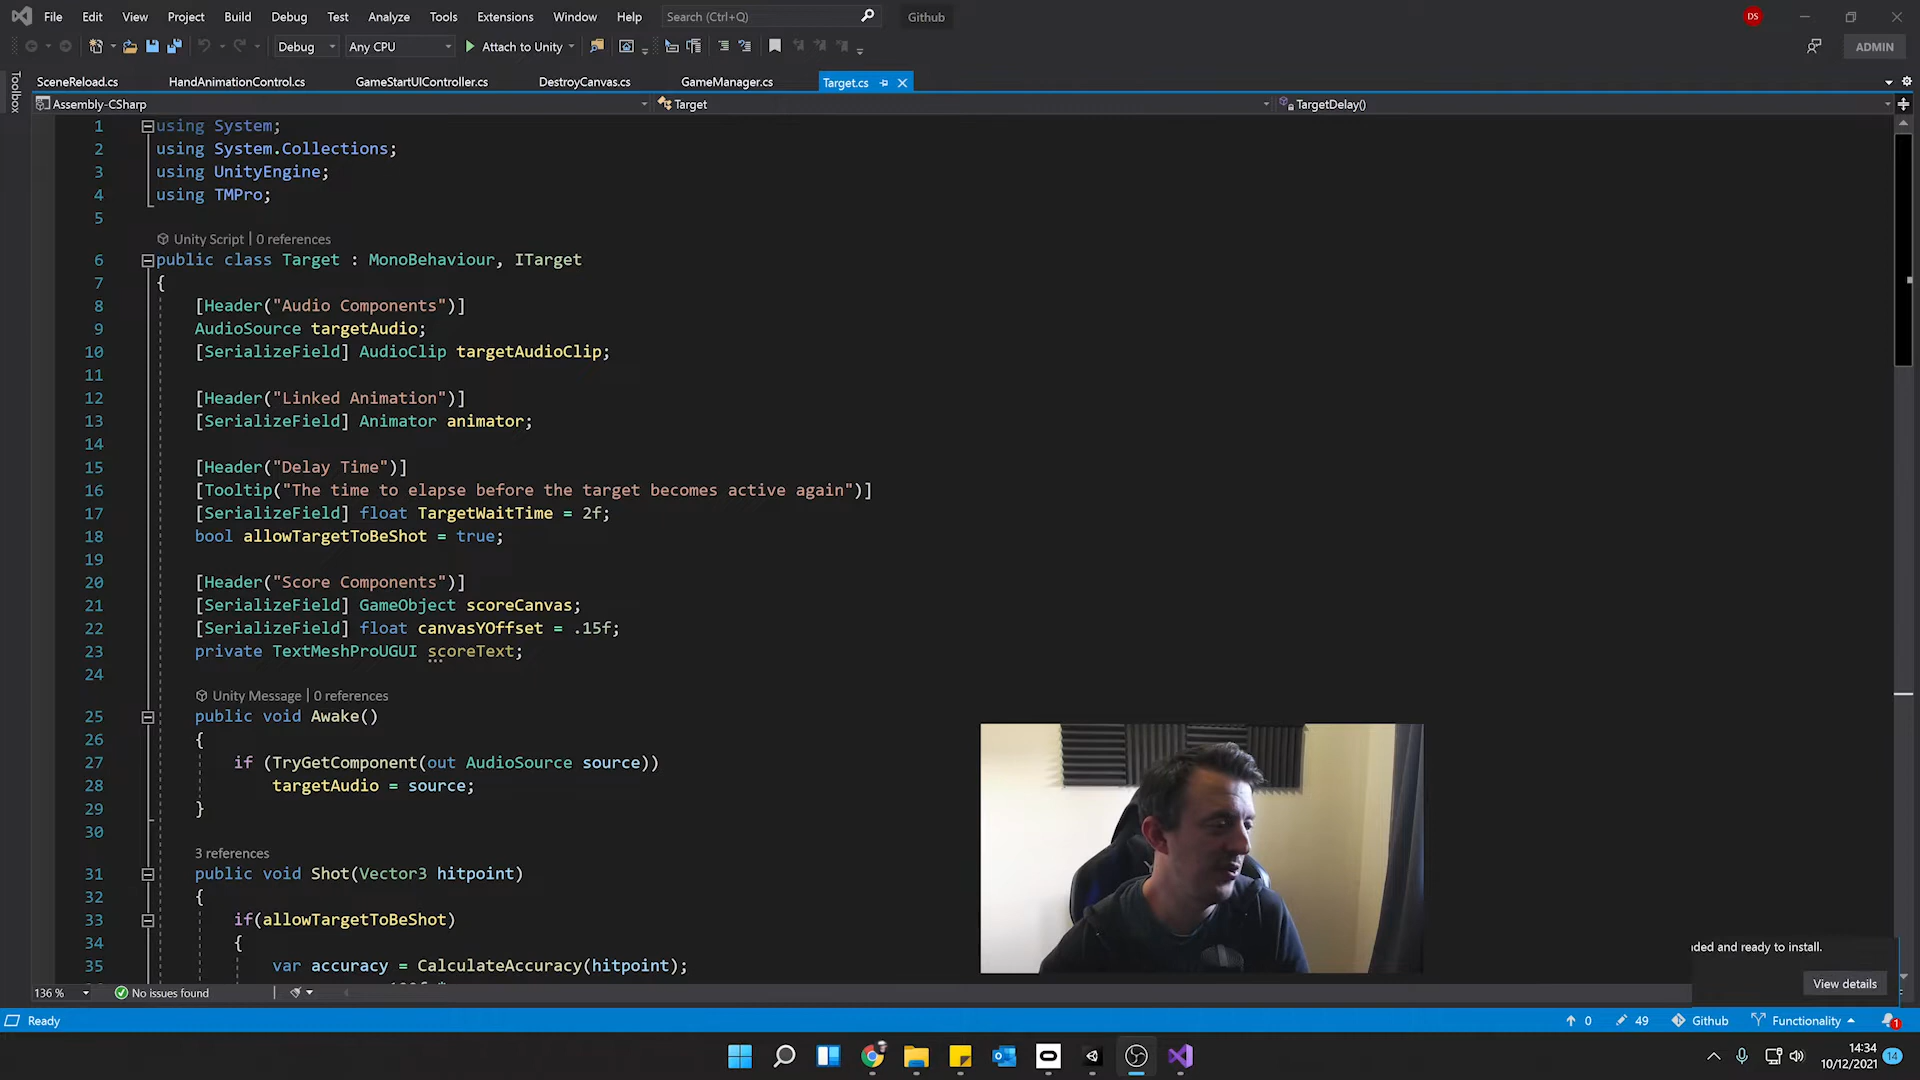 File Edit View Project Build Debug Test Analyze Tools Extensions Window Help Search (Ctrl+Q) Github DS
Debug Any CPU Attach to Unity ADMIN
Toolbox
SceneReload.cs HandAnimationControl.cs GameStartUIController.cs DestroyCanvas.cs GameManager.cs Target.cs
Assembly-CSharp Target TargetDelay()
1 using System;
2 using System.Collections;
3 using UnityEngine;
4 using TMPro;
5
Unity Script | 0 references
6 public class Target : MonoBehaviour, ITarget
7 {
8 [Header("Audio Components")]
9 AudioSource targetAudio;
10 [SerializeField] AudioClip targetAudioClip;
11
12 [Header("Linked Animation")]
13 [SerializeField] Animator animator;
14
15 [Header("Delay Time")]
16 [Tooltip("The time to elapse before the target becomes active again")]
17 [SerializeField] float TargetWaitTime = 2f;
18 bool allowTargetToBeShot = true;
19
20 [Header("Score Components")]
21 [SerializeField] GameObject scoreCanvas;
22 [SerializeField] float canvasYOffset = .15f;
23 private TextMeshProUGUI scoreText;
24
Unity Message | 0 references
25 public void Awake()
26 {
27 if (TryGetComponent(out AudioSource source))
28 targetAudio = source;
29 }
30
3 references
31 public void Shot(Vector3 hitpoint)
32 {
33 if(allowTargetToBeShot)
34 {
35 var accuracy = CalculateAccuracy(hitpoint);
ded and ready to install.
View details
136 % No issues found
Ready 0 49 Github Functionality 1
14:34
10/12/2021 14